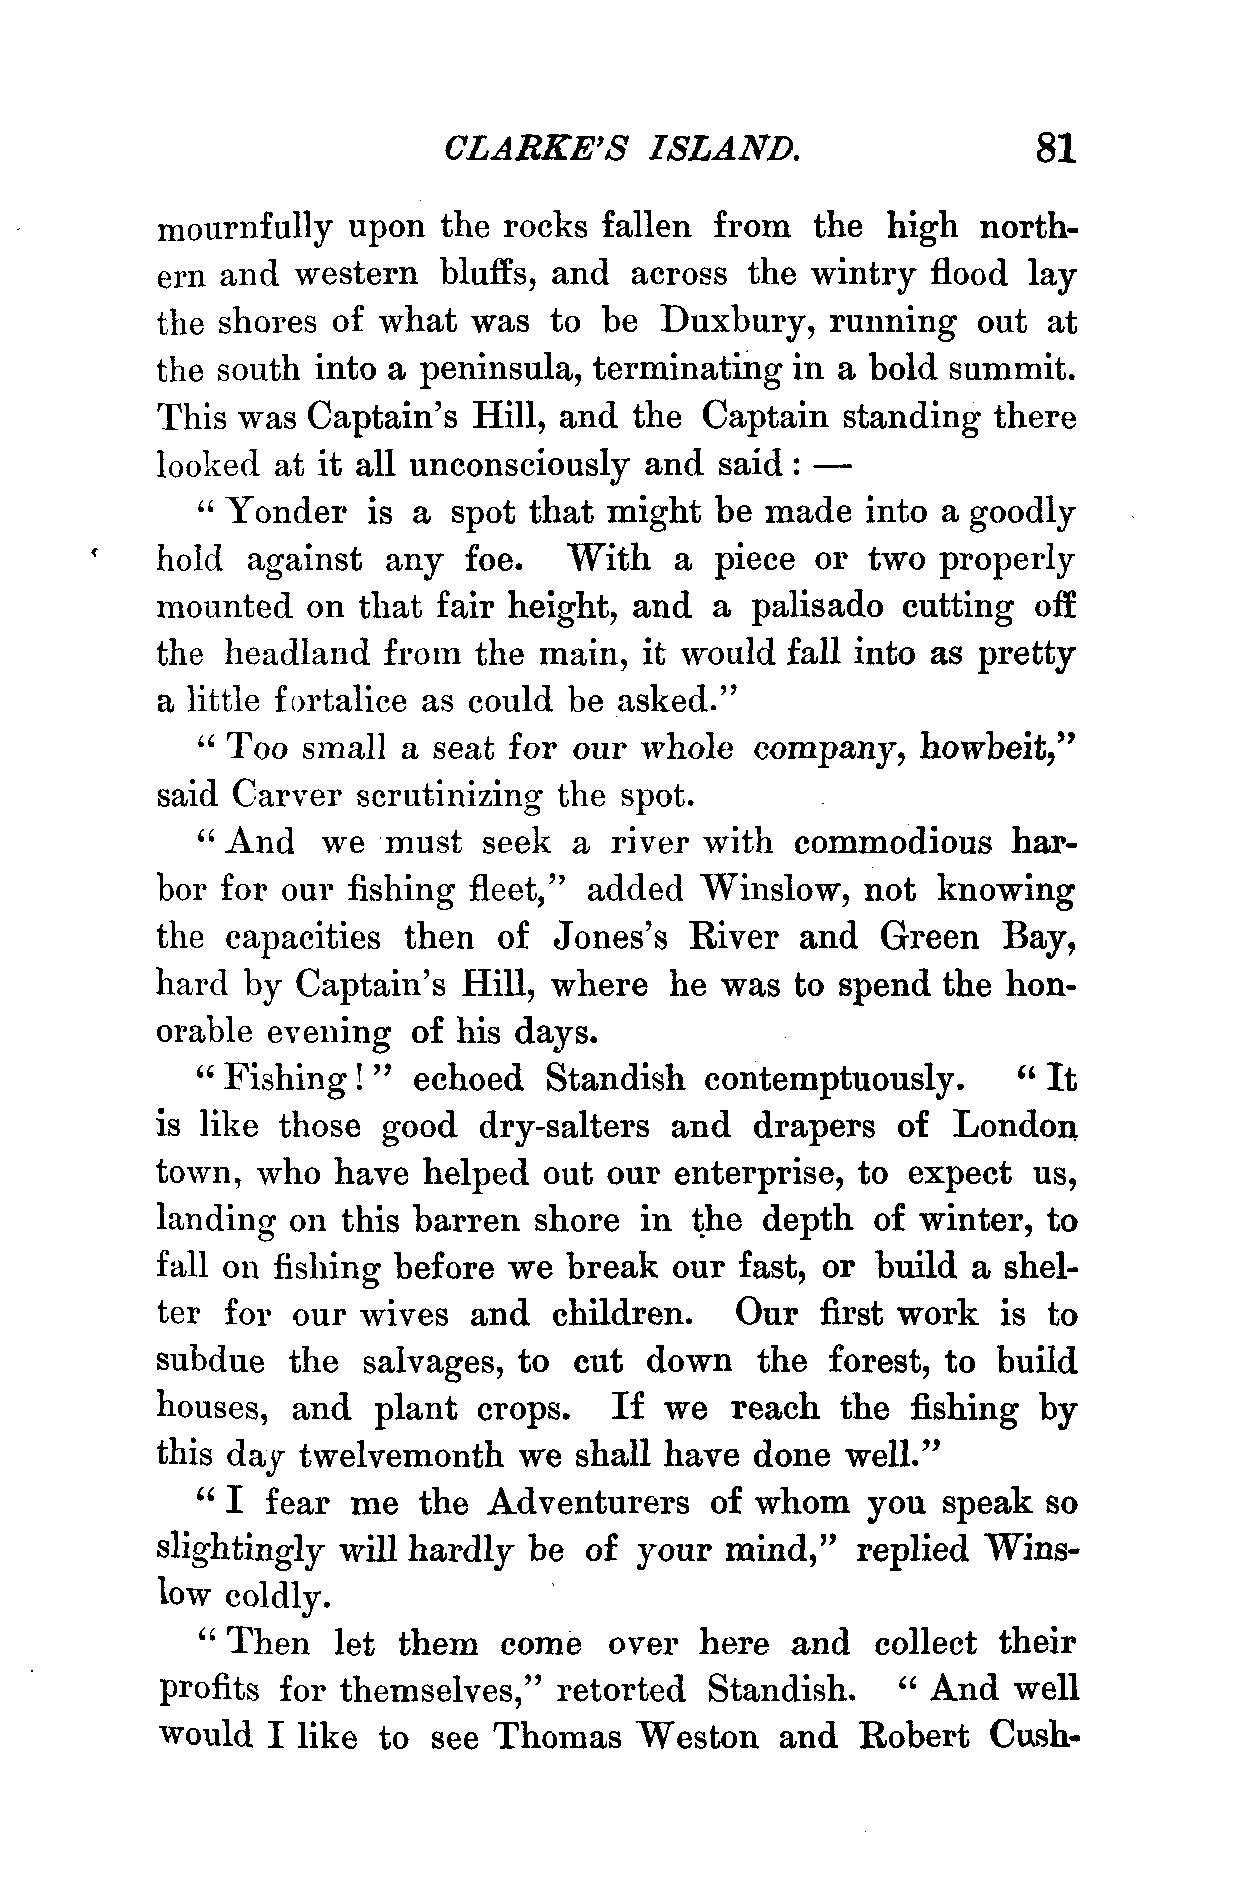 CLARKE'S ISLAND. 81
mournfully upon the rocks fallen from the high north-
ern and western bluffs, and across the wintry flood lay
the shores of what was to be Duxbury, running out at
the south into a peninsula, terminating in a bold summit.
This was Captain's Hill, and the Captain standing there
looked at it all unconsciously and said : —
“ Yonder is a spot that might be made into a goodly
hold against any foe. With a piece or two properly
mounted on that fair height, and a palisado cutting off
the headland from the main, it would fall into as pretty
a little fortalice as could be asked.”
“ Too small a seat for our whole company, howbeit,”
said Carver scrutinizing the spot.
“ And we must seek a river with commodious har-
bor for our fishing fleet,” added Winslow, not knowing
the capacities then of Jones's River and Green Bay,
hard by Captain's Hill, where he was to spend the hon-
orable evening of his days.
“ Fishing ! ” echoed Standish contemptuously. “ It
is like those good dry-salters and drapers of London
town, who have helped out our enterprise, to expect us,
landing on this barren shore in the depth of winter, to
fall on fishing before we break our fast, or build a shel-
ter for our wives and children. Our first work is to
subdue the salvages, to cut down the forest, to build
houses, and plant crops. If we reach the fishing by
this day twelvemonth we shall have done well.”
“ I fear me the Adventurers of whom you speak so
slightingly will hardly be of your mind,” replied Wins-
low coldly.
“ Then let them come over here and collect their
profits for themselves,” retorted Standish. “ And well
would I like to see Thomas Weston and Robert Cush-